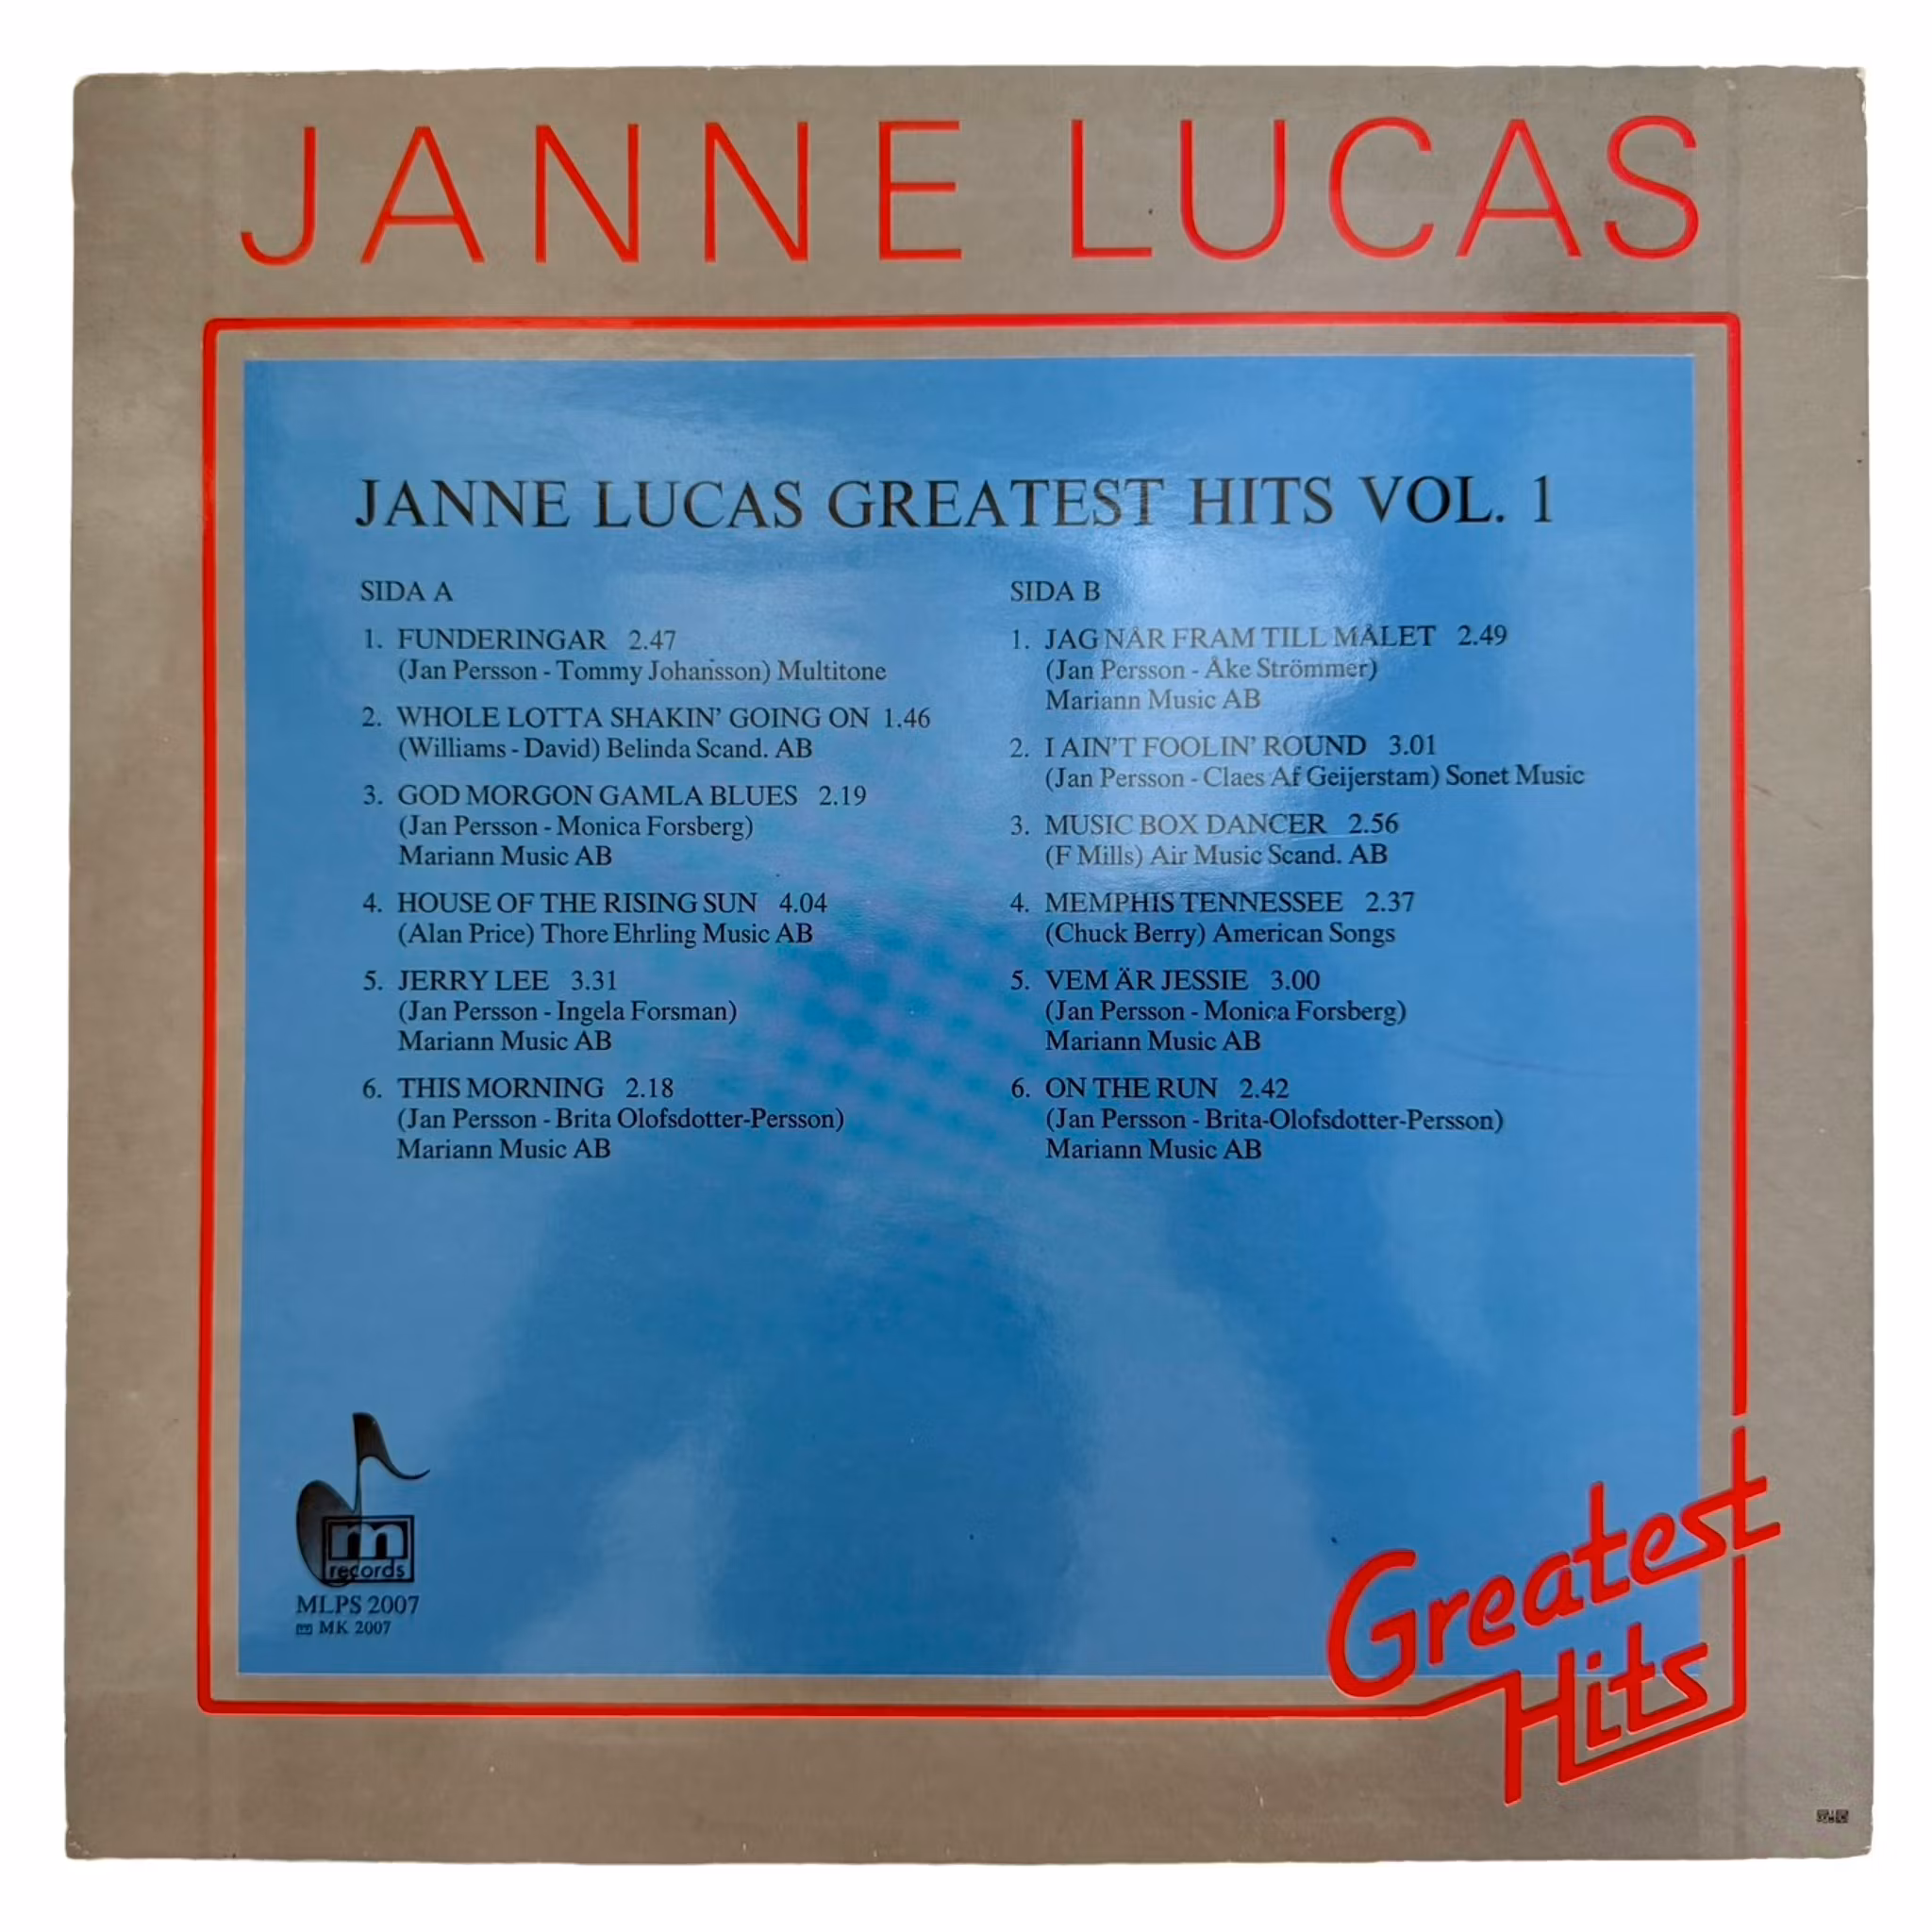 JANNE LUCAS
JANNE LUCAS GREATEST HITS VOL. 1
SIDA A
1. FUNDERINGAR 2.47
(Jan Persson - Tommy Johansson) Multitone
2. WHOLE LOTTA SHAKIN' GOING ON 1.46
(Williams - David) Belinda Scand. AB
3. GOD MORGON GAMLA BLUES 2.19
(Jan Persson - Monica Forsberg)
Mariann Music AB
4. HOUSE OF THE RISING SUN 4.04
(Alan Price) Thore Ehrling Music AB
5. JERRY LEE 3.31
(Jan Persson - Ingela Forsman)
Mariann Music AB
6. THIS MORNING 2.18
(Jan Persson - Brita Olofsdotter-Persson)
Mariann Music AB
SIDA B
1. JAG NÅR FRAM TILL MÅLET 2.49
(Jan Persson - Åke Strömmer)
Mariann Music AB
2. I AIN'T FOOLIN' ROUND 3.01
(Jan Persson - Claes Af Geijerstam) Sonet Music
3. MUSIC BOX DANCER 2.56
(F Mills) Air Music Scand. AB
4. MEMPHIS TENNESSEE 2.37
(Chuck Berry) American Songs
5. VEM ÄR JESSIE 3.00
(Jan Persson - Monica Forsberg)
Mariann Music AB
6. ON THE RUN 2.42
(Jan Persson - Brita-Olofsdotter-Persson)
Mariann Music AB
m
records
MLPS 2007
MK 2007
Greatest
Hits